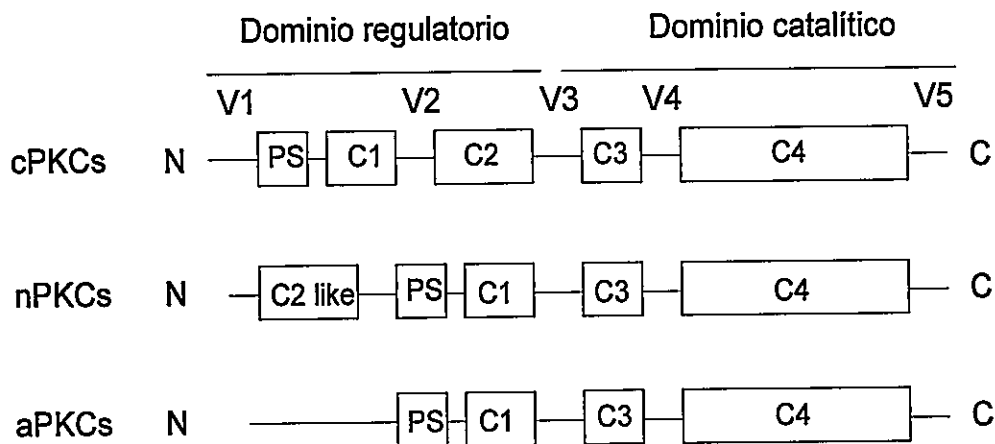 Dominio regulatorio Dominio catalítico
V1 V2 V3 V4 V5
cPKCs N PS C1 C2 C3 C4 C
nPKCs N C2 like PS C1 C3 C4 C
aPKCs N PS C1 C3 C4 C